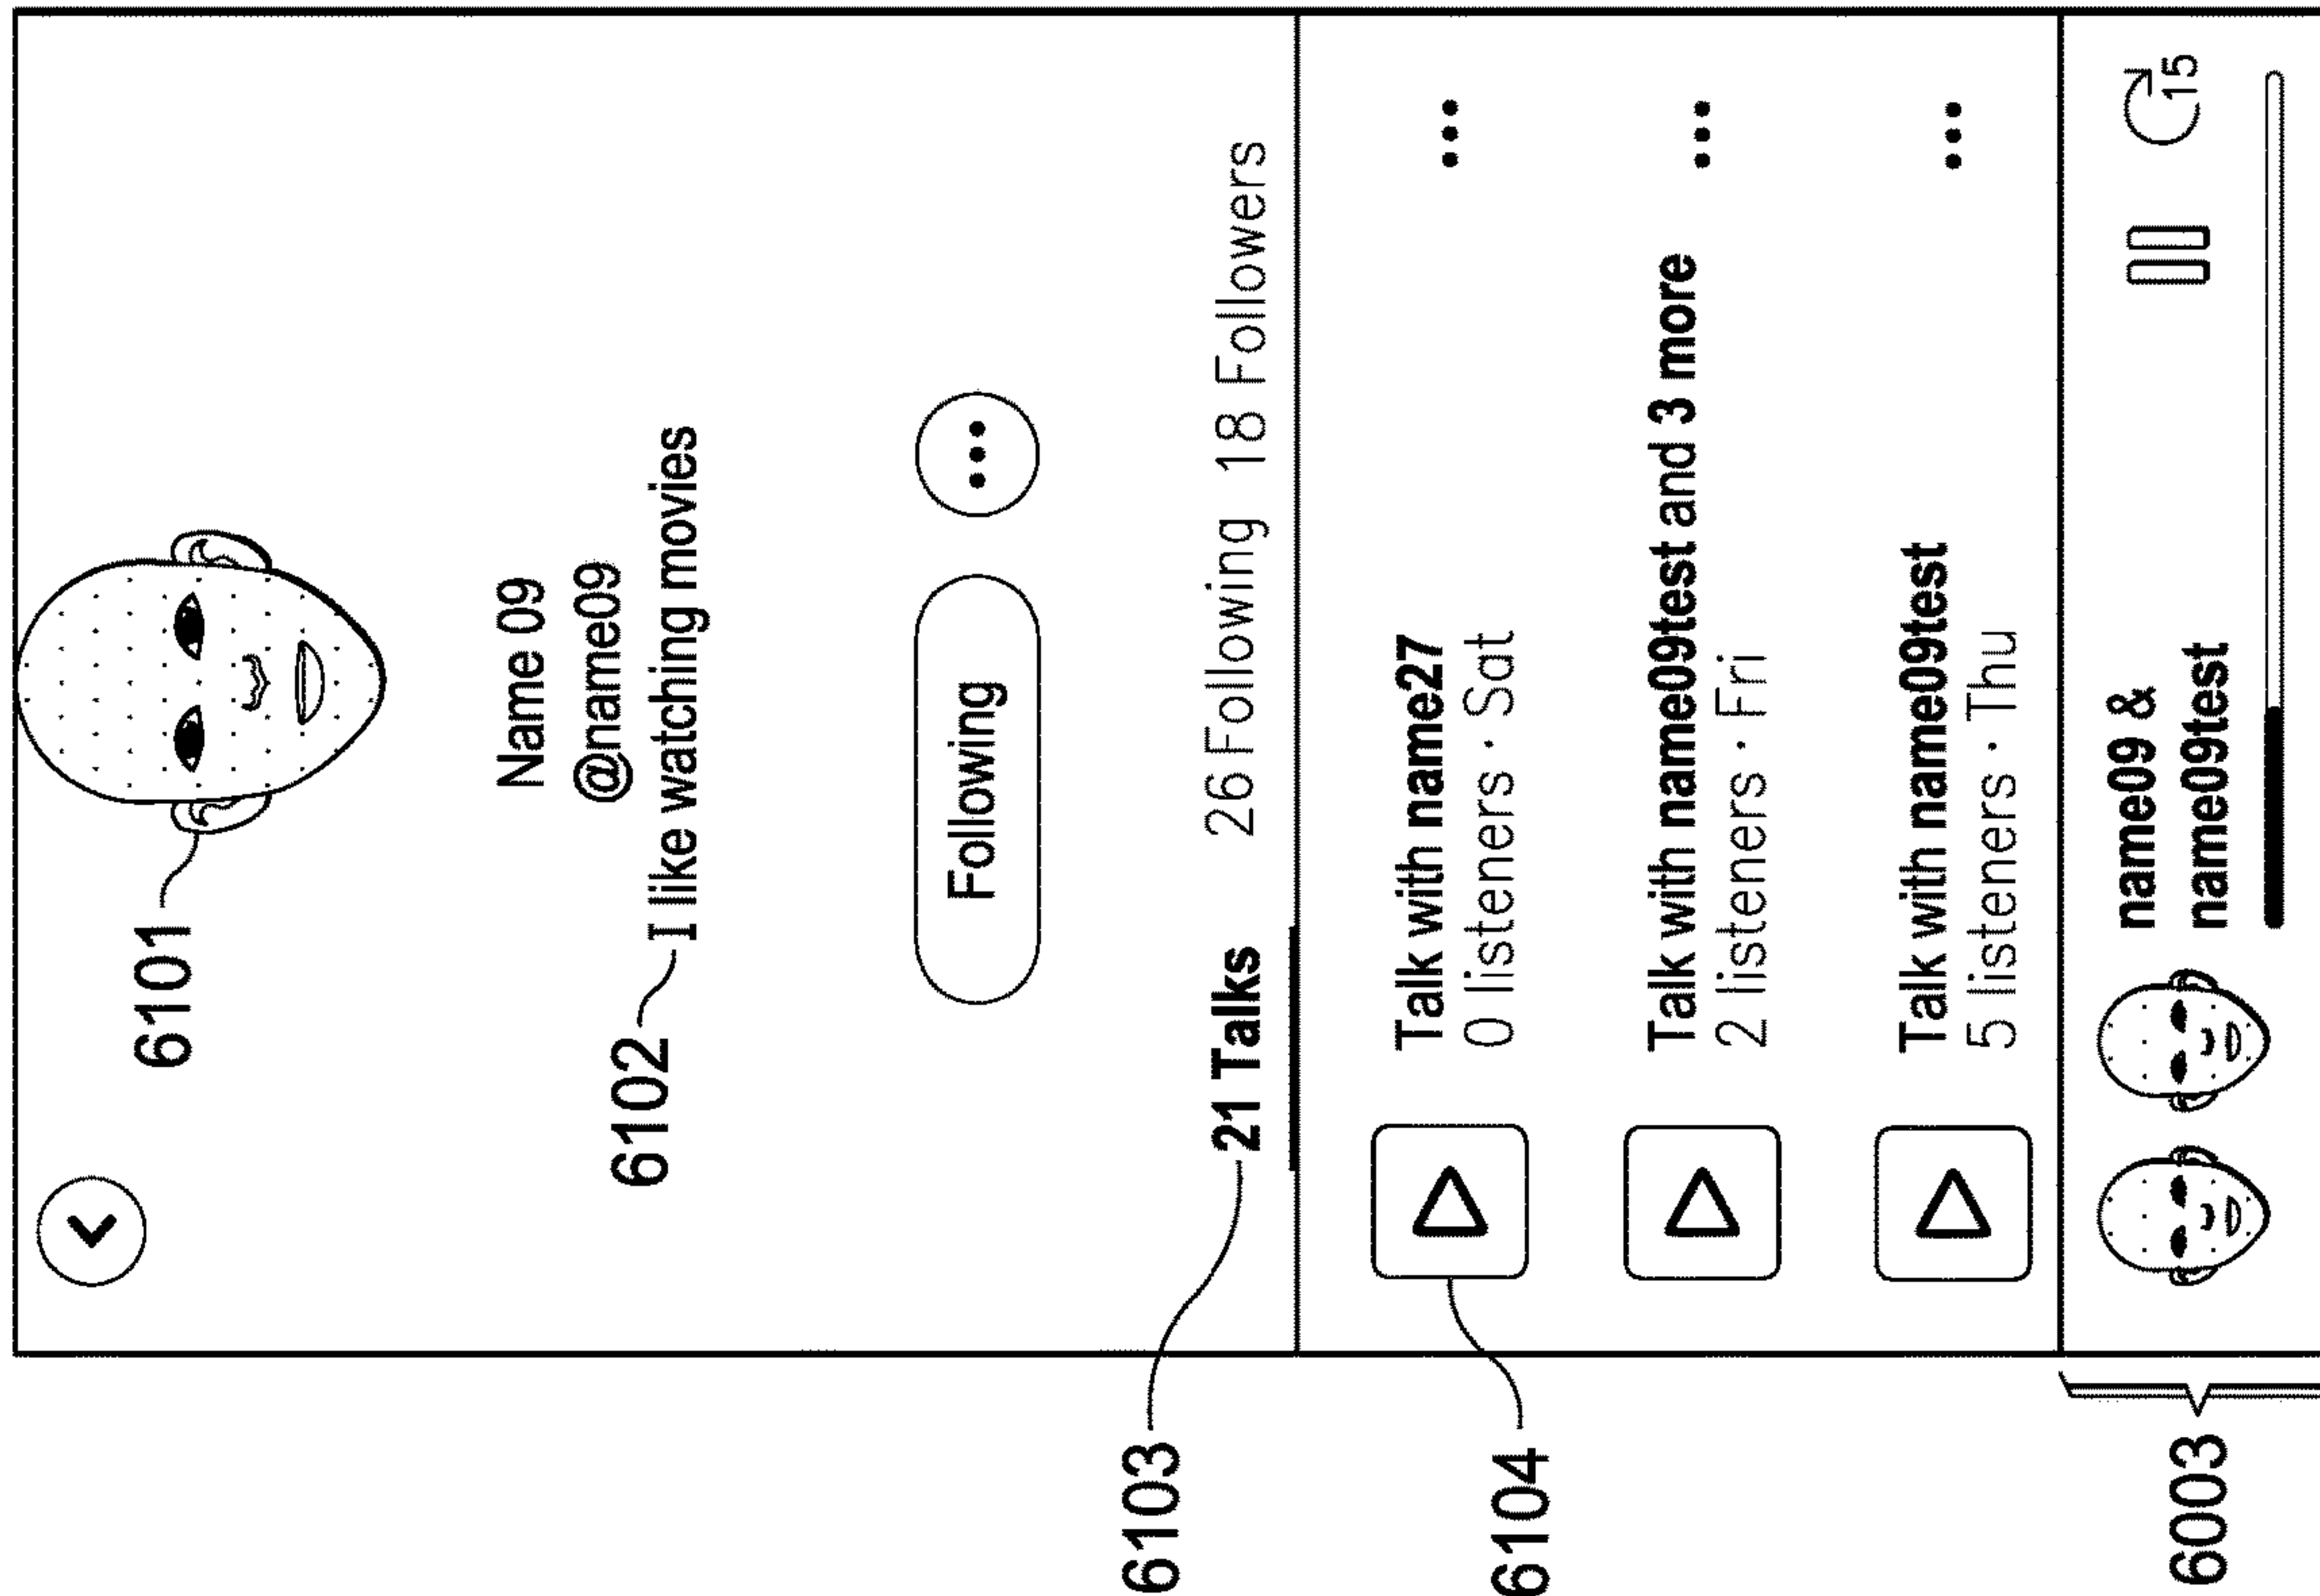 6101
Name 09
@name09
6102 I like watching movies
Following
6103 21 Talks 26 Following 18 Followers
6104 Talk with name27
0 listeners · Sat
Talk with name09test and 3 more
2 listeners · Fri
Talk with name09test
5 listeners · Thu
6003 name09 &
name09test
15